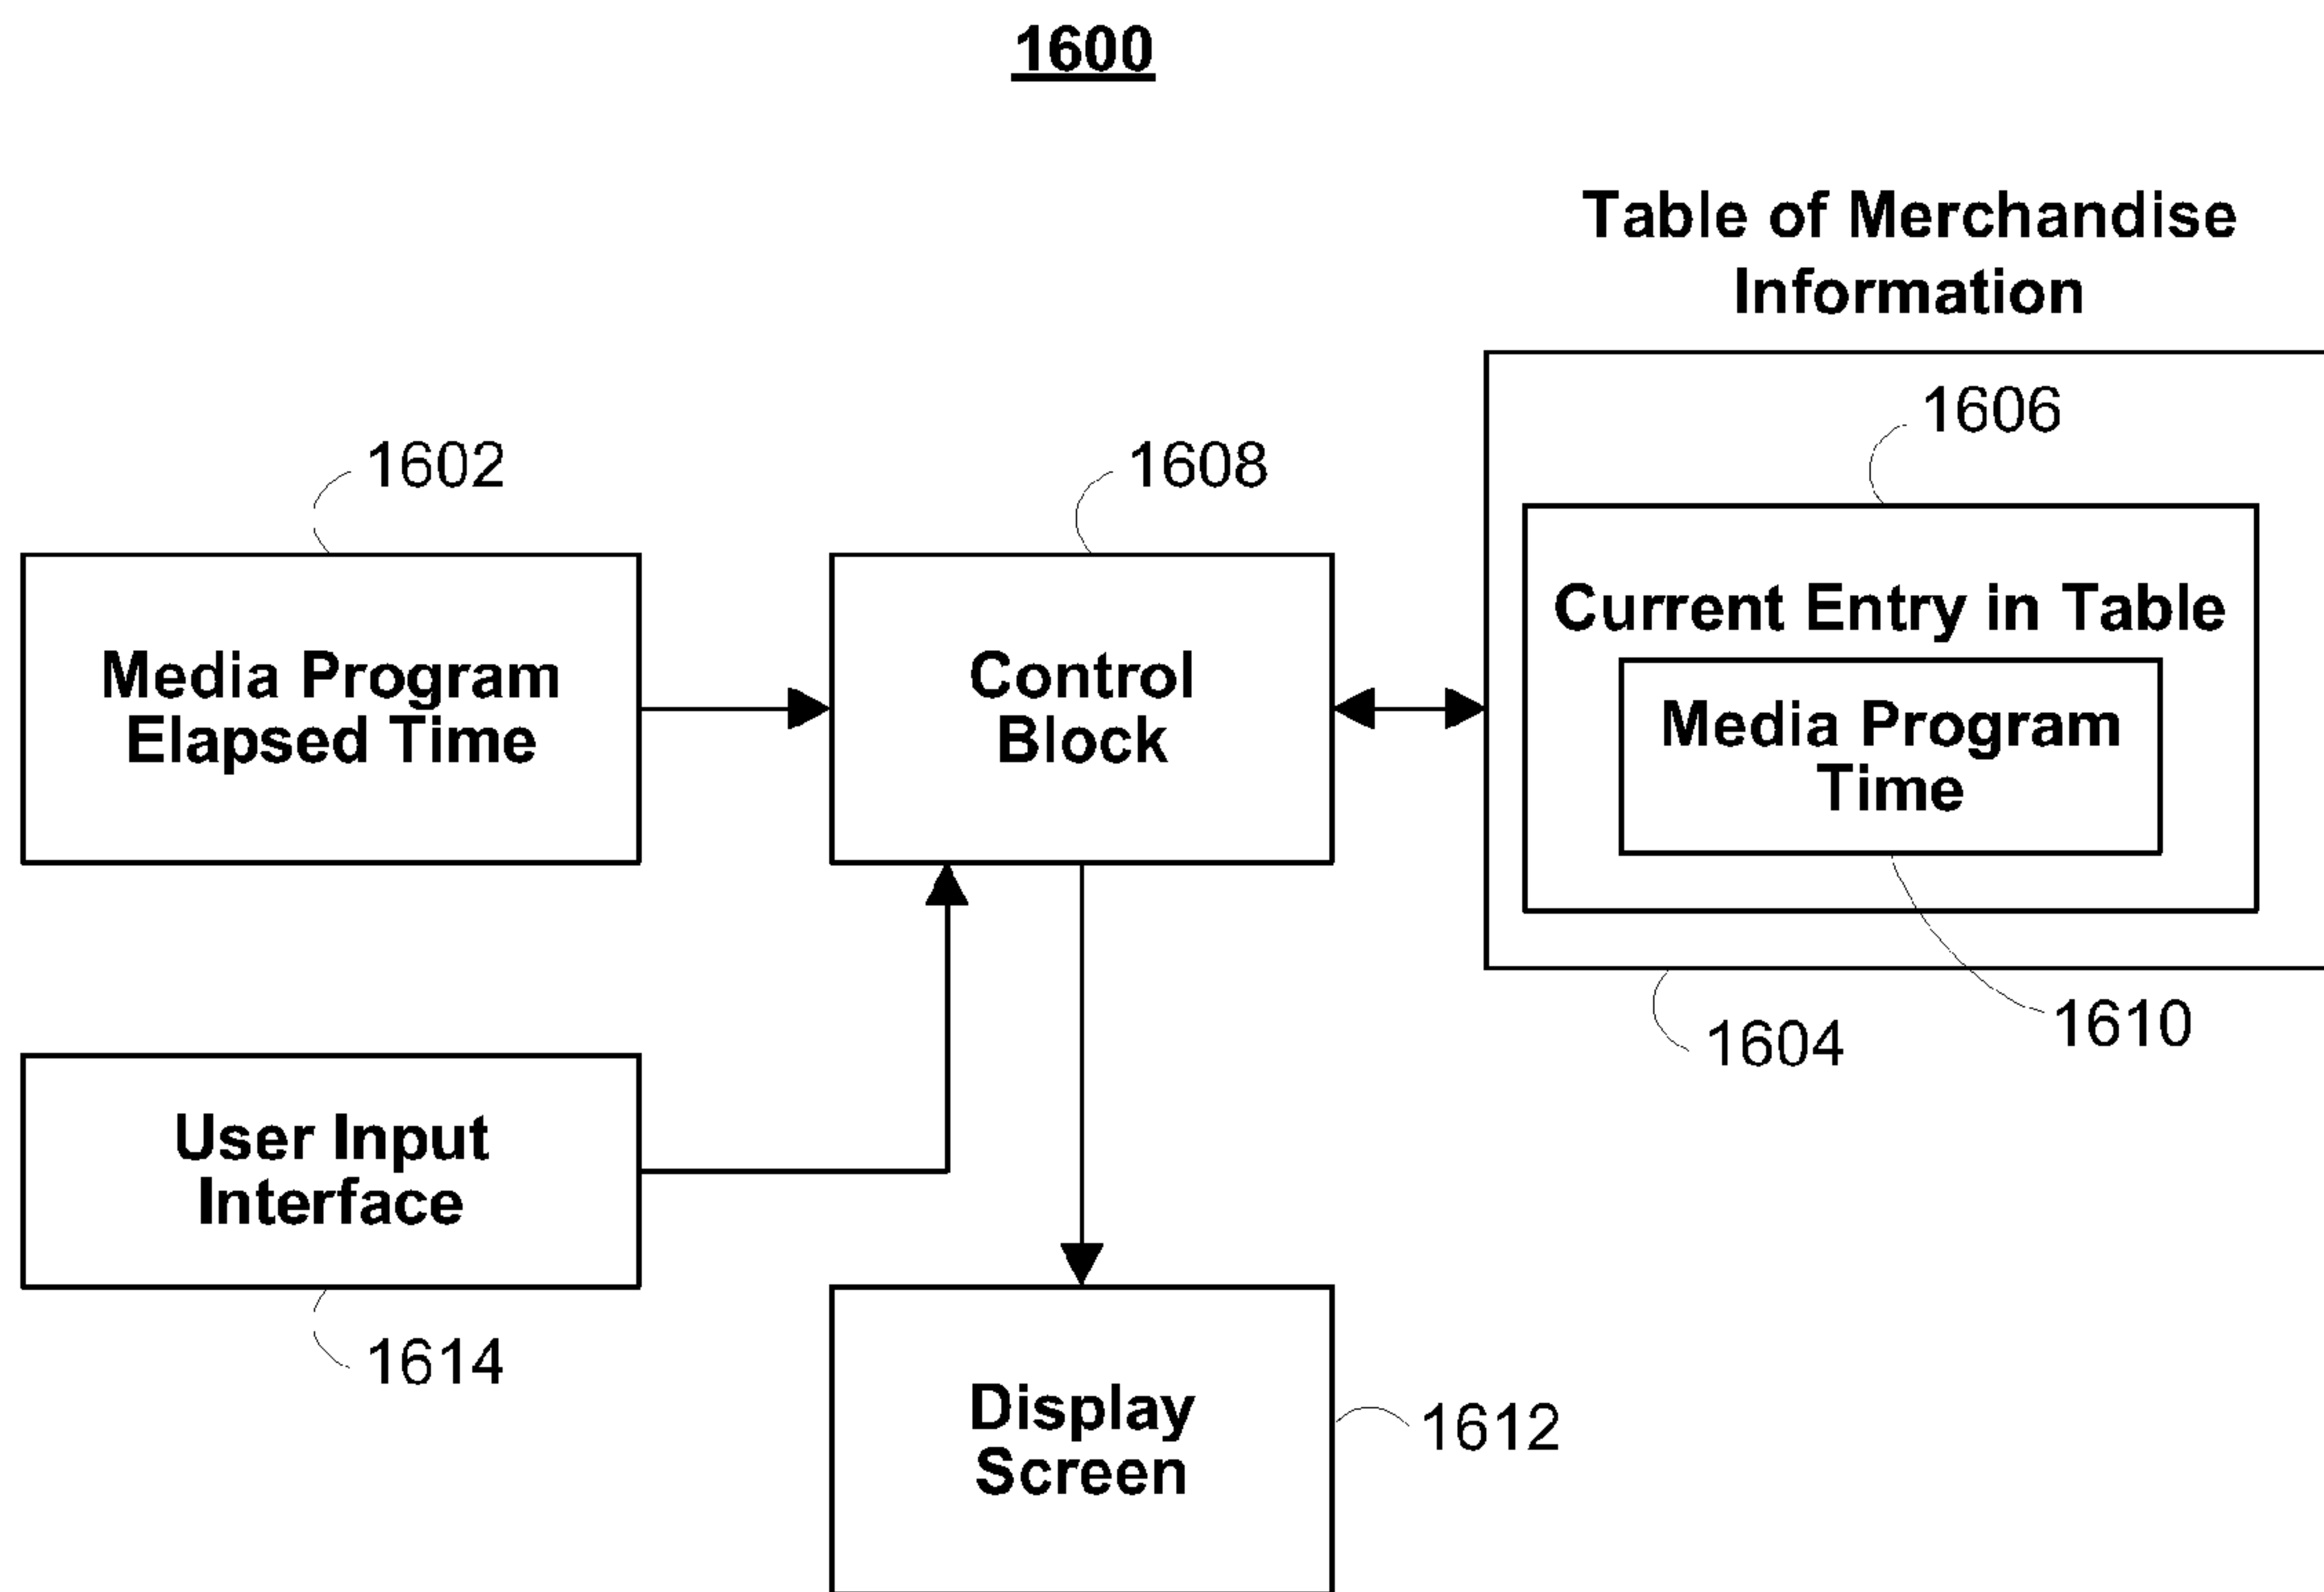 1600
Table of Merchandise
Information
1606
1602
1608
Current Entry in Table
Media Program
Elapsed Time
Control
Block
Media Program
Time
1610
1604
User Input
Interface
1614
Display
Screen
1612